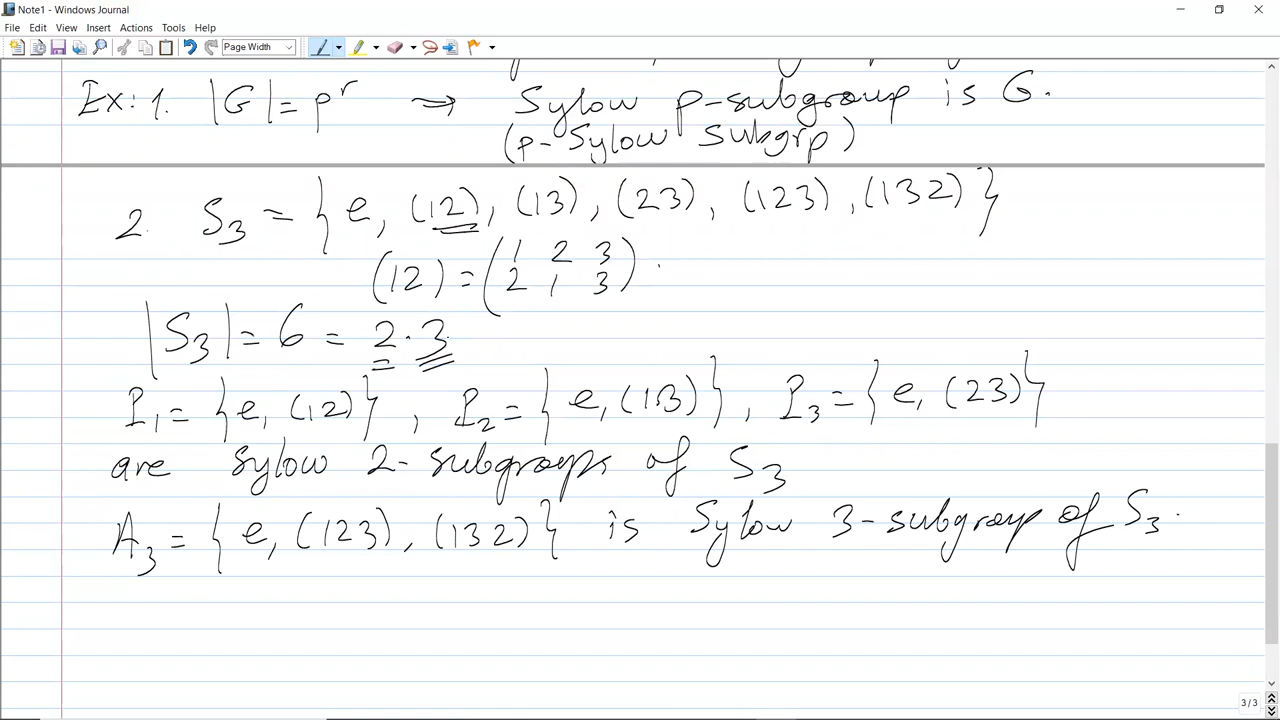 Note1 - Windows Journal
File Edit View Insert Actions Tools Help
Page Width
Ex: 1. |G| = p^r ⇒ Sylow p-subgroup is G.
(p-Sylow subgrp)
2. S_3 = {e, (12), (13), (23), (123), (132)}
(12) = (1 2 3
2 1 3).
|S_3| = 6 = 2 · 3
P_1 = {e, (12)}, P_2 = {e, (13)}, P_3 = {e, (23)}
are Sylow 2-subgroups of S_3
A_3 = {e, (123), (132)} is Sylow 3-subgroup of S_3.
3 / 3